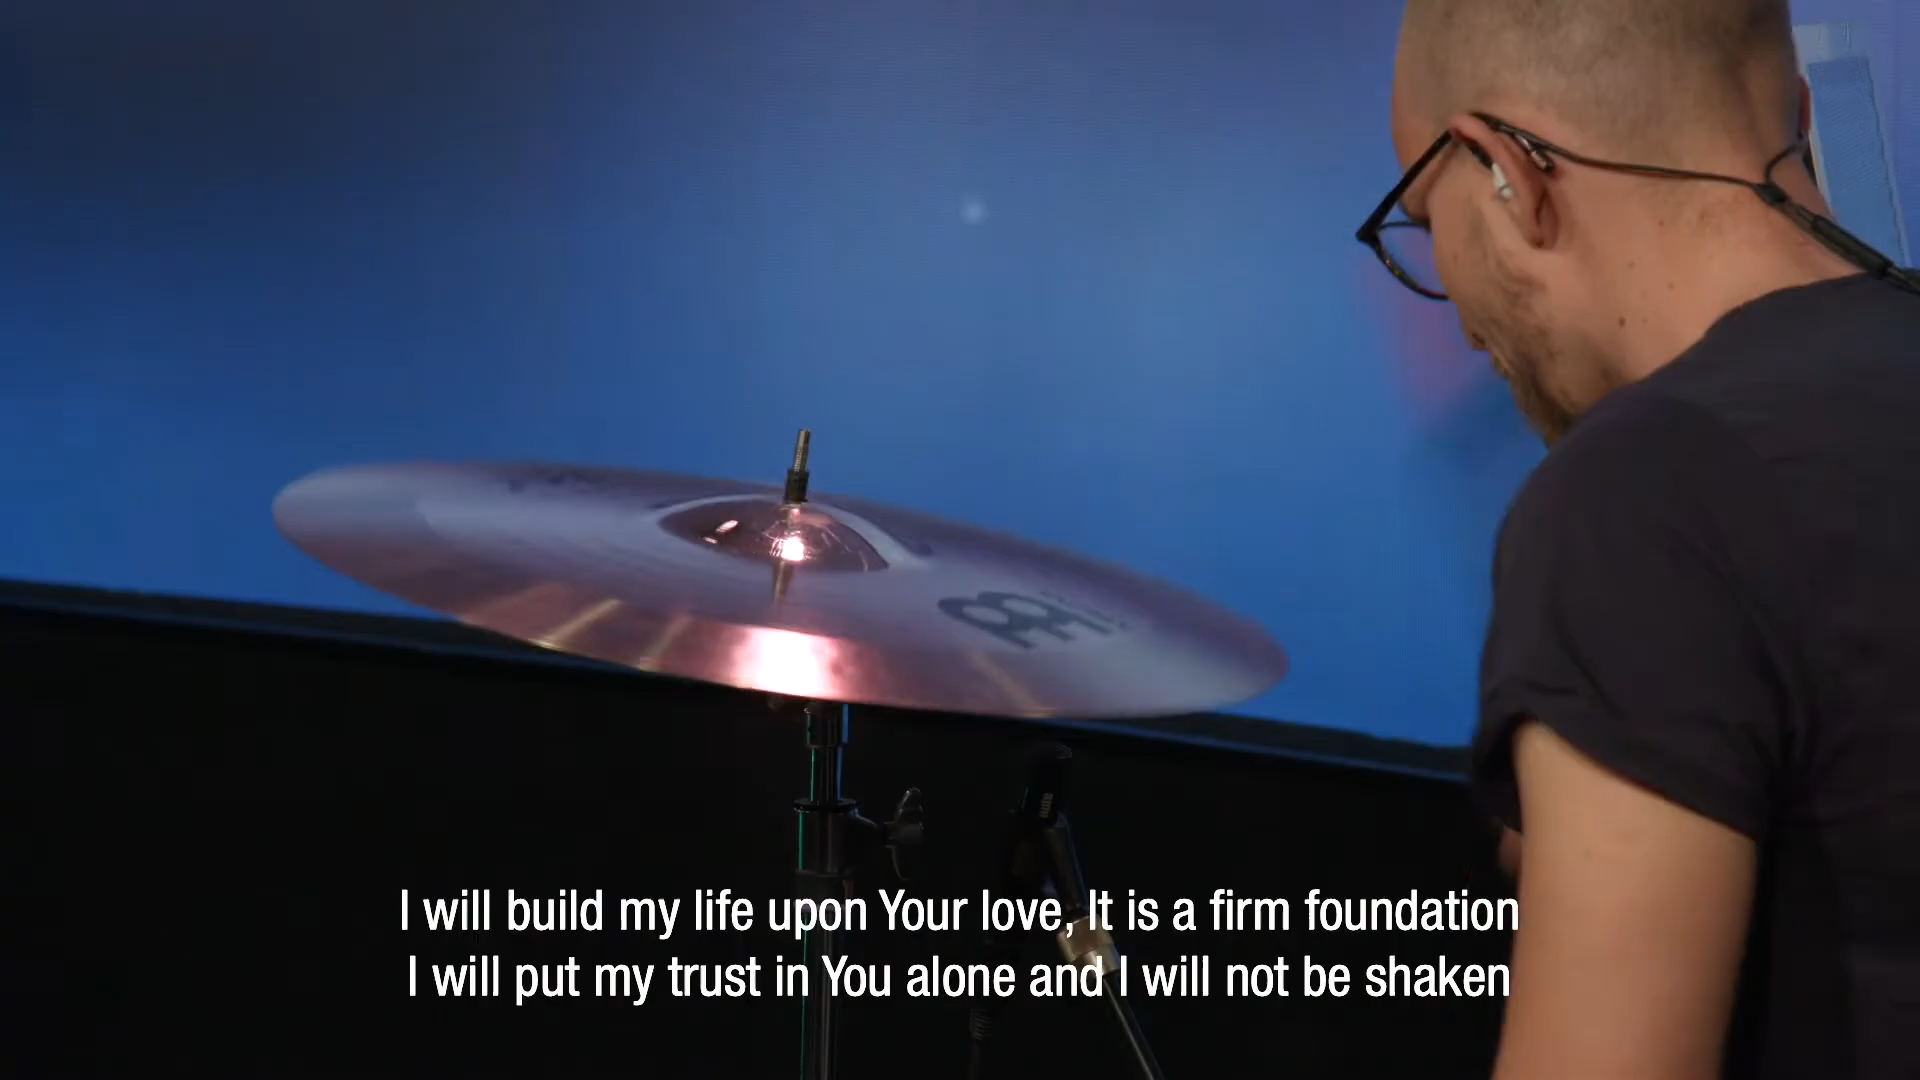 I will build my life upon Your love, It is a firm foundation
I will put my trust in You alone and I will not be shaken